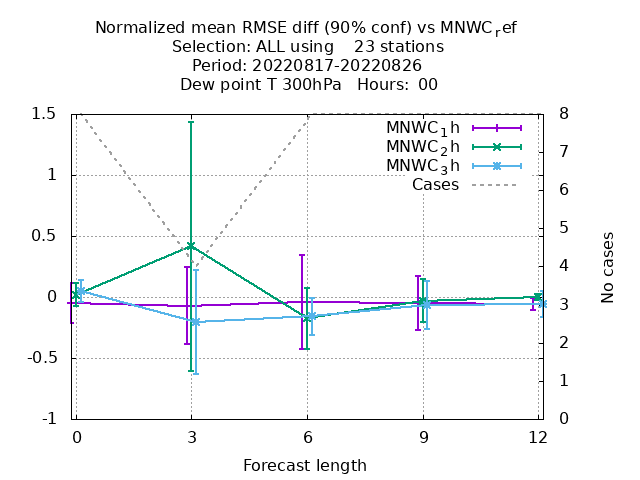 Normalized mean RMSE diff (90% conf) vs MNWC_ref
Selection: ALL using    23 stations
Period: 20220817-20220826
Dew point T 300hPa   Hours:  00
1.5
1
0.5
0
-0.5
-1
8
7
6
5
4
3
2
1
0
MNWC_1h
MNWC_2h
MNWC_3h
Cases
No cases
0
3
6
9
12
Forecast length